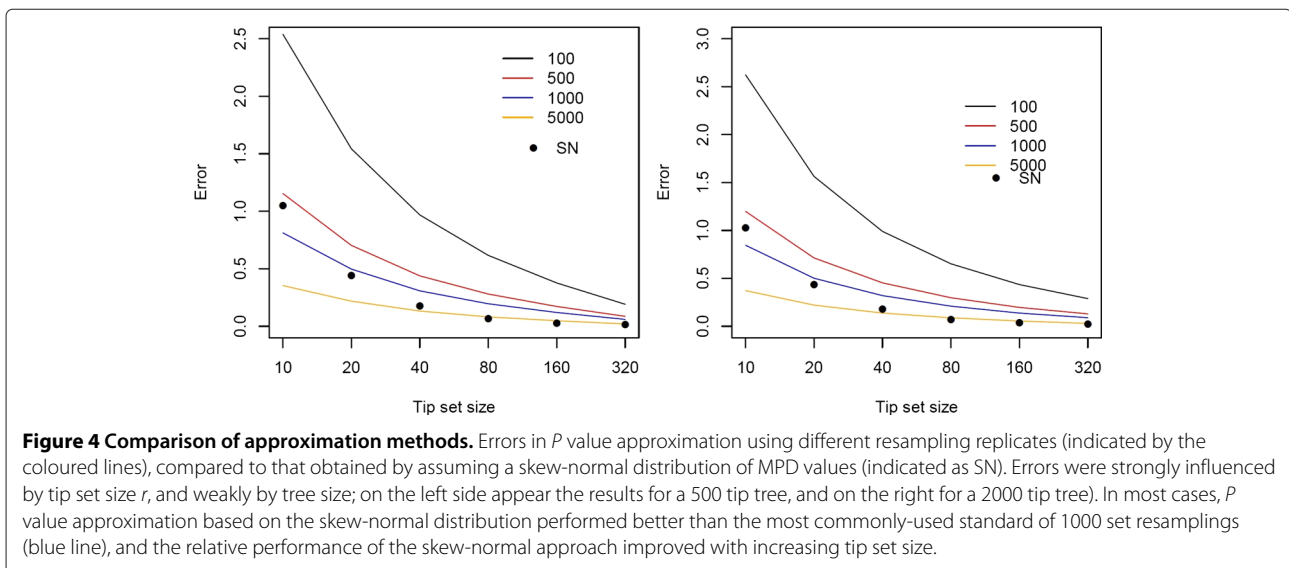 2.5
2.0
1.5
1.0
0.5
0.0
Error
100
500
1000
5000
SN
10 20 40 80 160 320
Tip set size
3.0
2.5
2.0
1.5
1.0
0.5
0.0
Error
100
500
1000
5000
SN
10 20 40 80 160 320
Tip set size
Figure 4 Comparison of approximation methods. Errors in P value approximation using different resampling replicates (indicated by the
coloured lines), compared to that obtained by assuming a skew-normal distribution of MPD values (indicated as SN). Errors were strongly influenced
by tip set size r, and weakly by tree size; on the left side appear the results for a 500 tip tree, and on the right for a 2000 tip tree). In most cases, P
value approximation based on the skew-normal distribution performed better than the most commonly-used standard of 1000 set resamplings
(blue line), and the relative performance of the skew-normal approach improved with increasing tip set size.